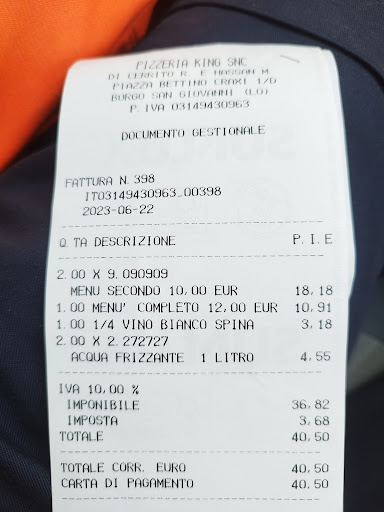 PIZZERIA KING SNC
DI CERRITO R. E HASSAN M.
PIAZZA BETTINO CRAXI 1/D
BORGO SAN GIOVANNI (LO)
P. IVA 03149430963
DOCUMENTO GESTIONALE
FATTURA N. 398
IT03149430963_00398
2023-06-22
Q.TA DESCRIZIONE P.I.E
2.00 X 9.090909
MENU SECONDO 10,00 EUR 18,18
1.00 MENU' COMPLETO 12,00 EUR 10,91
1.00 1/4 VINO BIANCO SPINA 3,18
2.00 X 2.272727
ACQUA FRIZZANTE 1 LITRO 4,55
IVA 10,00 %
IMPONIBILE 36,82
IMPOSTA 3,68
TOTALE 40,50
TOTALE CORR. EURO 40,50
CARTA DI PAGAMENTO 40,50